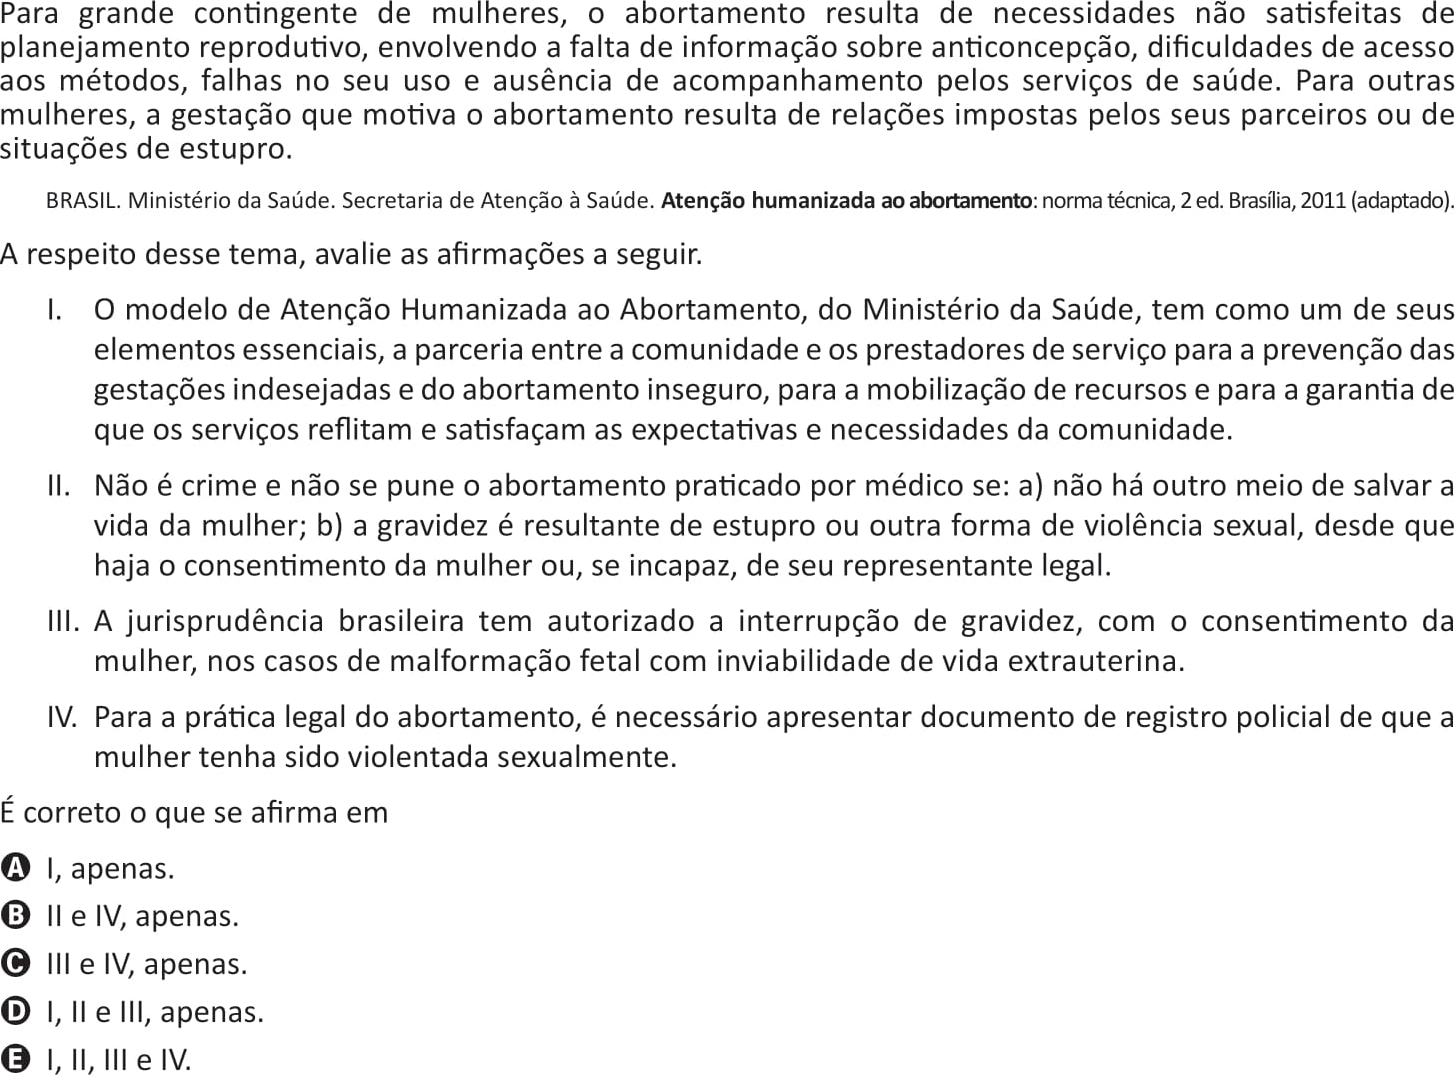 Para grande contingente de mulheres, o abortamento resulta de necessidades não satisfeitas de
planejamento reprodutivo, envolvendo a falta de informação sobre anticoncepção, dificuldades de acesso
aos métodos, falhas no seu uso e ausência de acompanhamento pelos serviços de saúde. Para outras
mulheres, a gestação que motiva o abortamento resulta de relações impostas pelos seus parceiros ou de
situações de estupro.
BRASIL. Ministério da Saúde. Secretaria de Atenção à Saúde. Atenção humanizada ao abortamento: norma técnica, 2 ed. Brasília, 2011 (adaptado).
A respeito desse tema, avalie as afirmações a seguir.
I. O modelo de Atenção Humanizada ao Abortamento, do Ministério da Saúde, tem como um de seus
elementos essenciais, a parceria entre a comunidade e os prestadores de serviço para a prevenção das
gestações indesejadas e do abortamento inseguro, para a mobilização de recursos e para a garantia de
que os serviços reflitam e satisfaçam as expectativas e necessidades da comunidade.
II. Não é crime e não se pune o abortamento praticado por médico se: a) não há outro meio de salvar a
vida da mulher; b) a gravidez é resultante de estupro ou outra forma de violência sexual, desde que
haja o consentimento da mulher ou, se incapaz, de seu representante legal.
III. A jurisprudência brasileira tem autorizado a interrupção de gravidez, com o consentimento da
mulher, nos casos de malformação fetal com inviabilidade de vida extrauterina.
IV. Para a prática legal do abortamento, é necessário apresentar documento de registro policial de que a
mulher tenha sido violentada sexualmente.
É correto o que se afirma em
A I, apenas.
B II e IV, apenas.
C III e IV, apenas.
D I, II e III, apenas.
E I, II, III e IV.